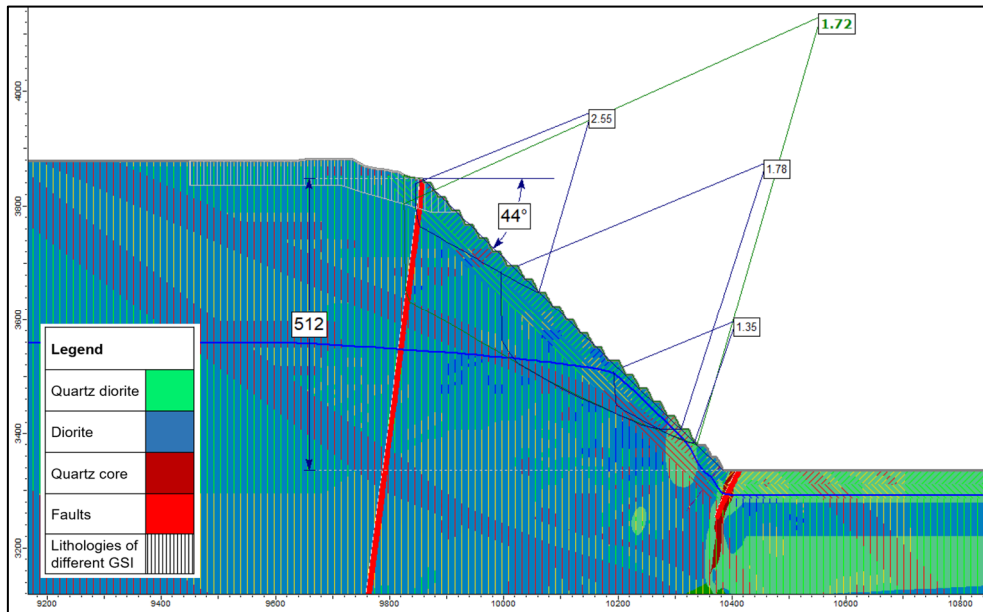 1.72
4000
2.55
1.78
3800
44°
3600
512
1.35
Legend
Quartz diorite
Diorite
Quartz core
Faults
Lithologies of
different GSI
3400
3200
9200
9400
9600
9800
10000
10200
10400
10600
10800